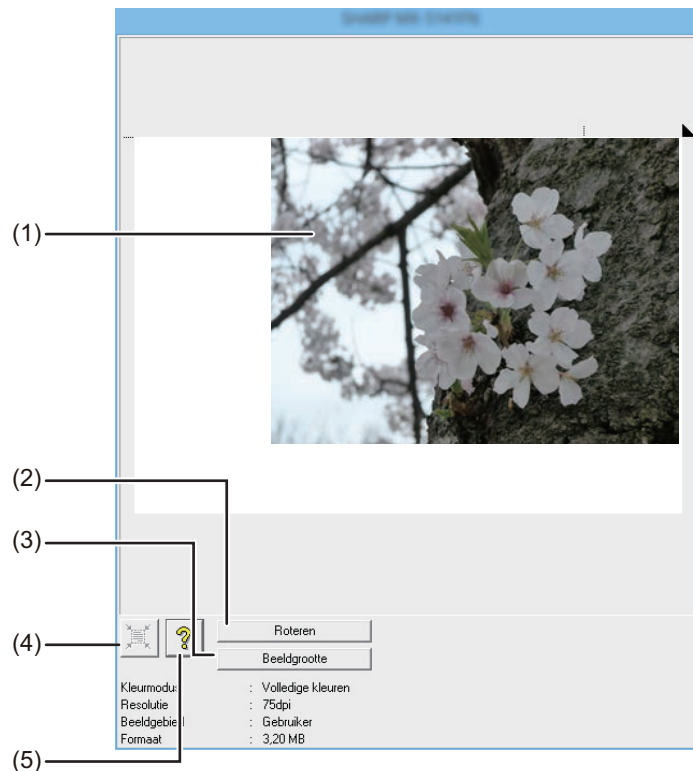 (1)
(2)
(3)
Roteren
(4)
Beeldgrootte
Kleurmodus : Volledige kleuren
Resolutie : 75dpi
Beeldgebied : Gebruiker
Formaat : 3,20 MB
(5)